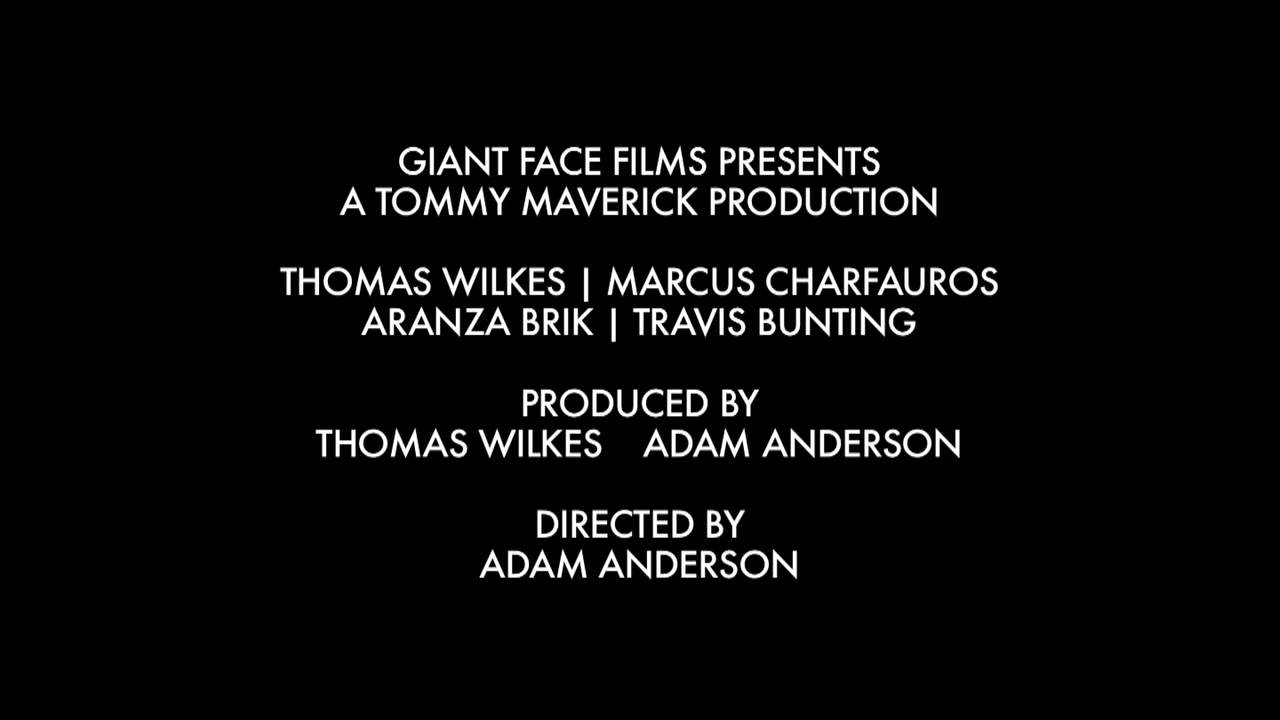 GIANT FACE FILMS PRESENTS
A TOMMY MAVERICK PRODUCTION
THOMAS WILKES | MARCUS CHARFAUROS
ARANZA BRIK | TRAVIS BUNTING
PRODUCED BY
THOMAS WILKES ADAM ANDERSON
DIRECTED BY
ADAM ANDERSON